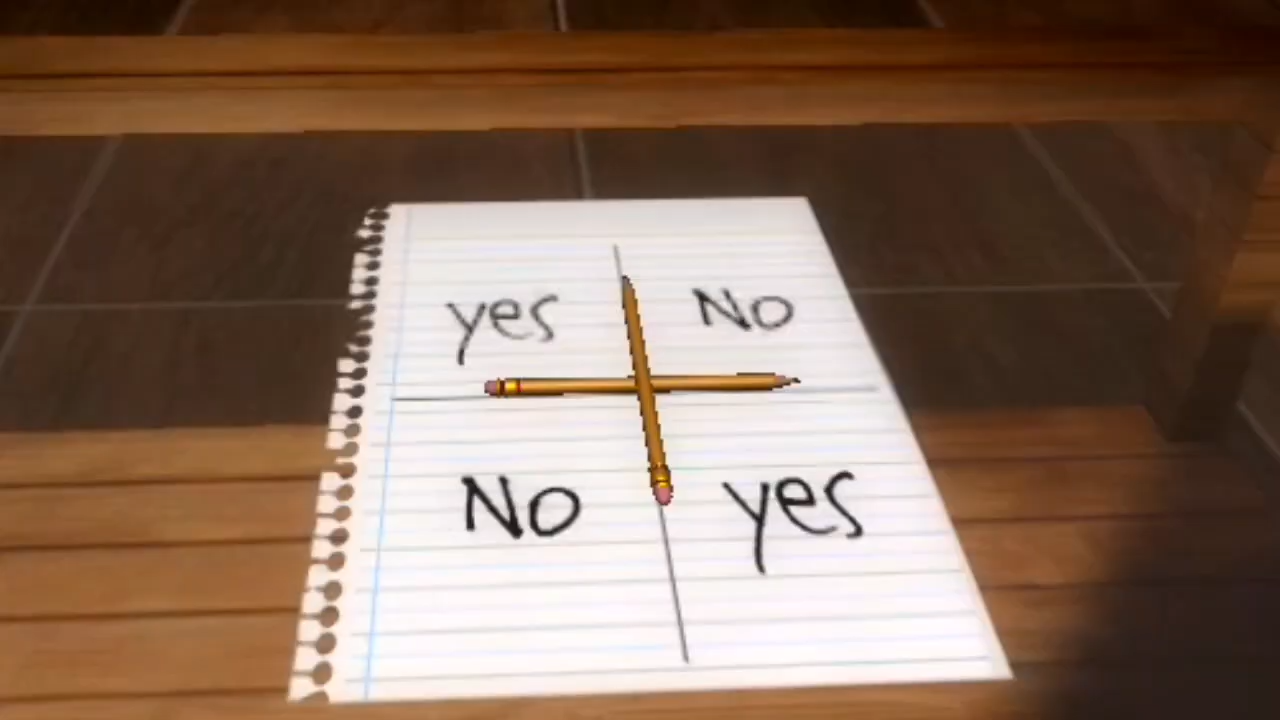 yes No
No yes